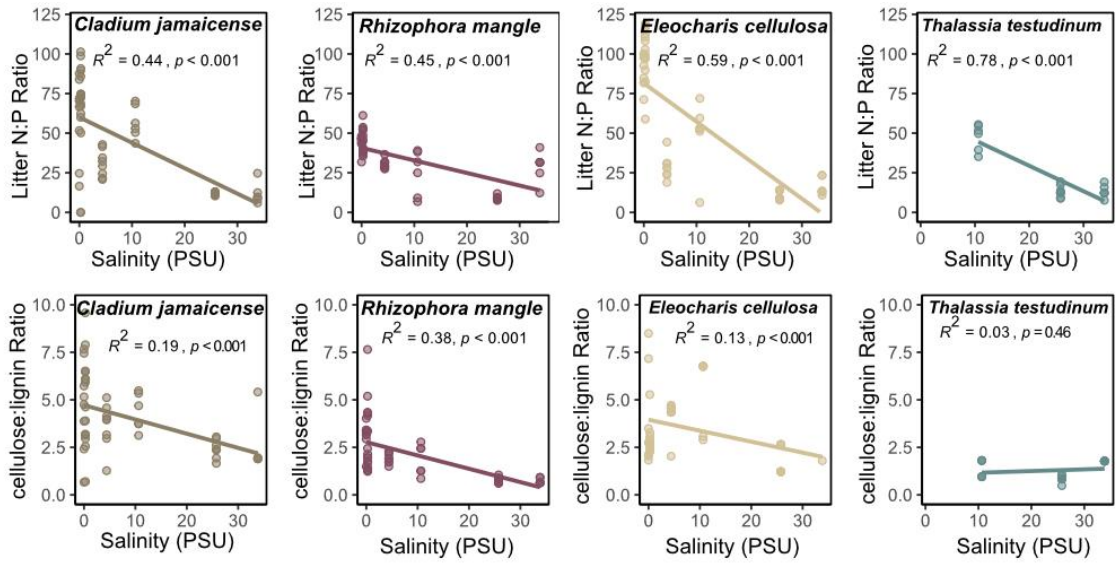 Cladium jamaicense
R² = 0.44 , p < 0.001
125
100
75
50
25
0
Litter N:P Ratio
0 10 20 30
Salinity (PSU)
Rhizophora mangle
R² = 0.45 , p < 0.001
125
100
75
50
25
0
Litter N:P Ratio
0 10 20 30
Salinity (PSU)
Eleocharis cellulosa
R² = 0.59 , p < 0.001
125
100
75
50
25
0
Litter N:P Ratio
0 10 20 30
Salinity (PSU)
Thalassia testudinum
R² = 0.78 , p < 0.001
125
100
75
50
25
0
Litter N:P Ratio
0 10 20 30
Salinity (PSU)
Cladium jamaicense
R² = 0.19 , p <0.001
10.0
7.5
5.0
2.5
0.0
cellulose:lignin Ratio
0 10 20 30
Salinity (PSU)
Rhizophora mangle
R² = 0.38, p < 0.001
10.0
7.5
5.0
2.5
0.0
cellulose:lignin Ratio
0 10 20 30
Salinity (PSU)
Eleocharis cellulosa
R² = 0.13 , p <0.001
10.0
7.5
5.0
2.5
0.0
cellulose:lignin Ratio
0 10 20 30
Salinity (PSU)
Thalassia testudinum
R² = 0.03 , p =0.46
10.0
7.5
5.0
2.5
0.0
cellulose:lignin Ratio
0 10 20 30
Salinity (PSU)